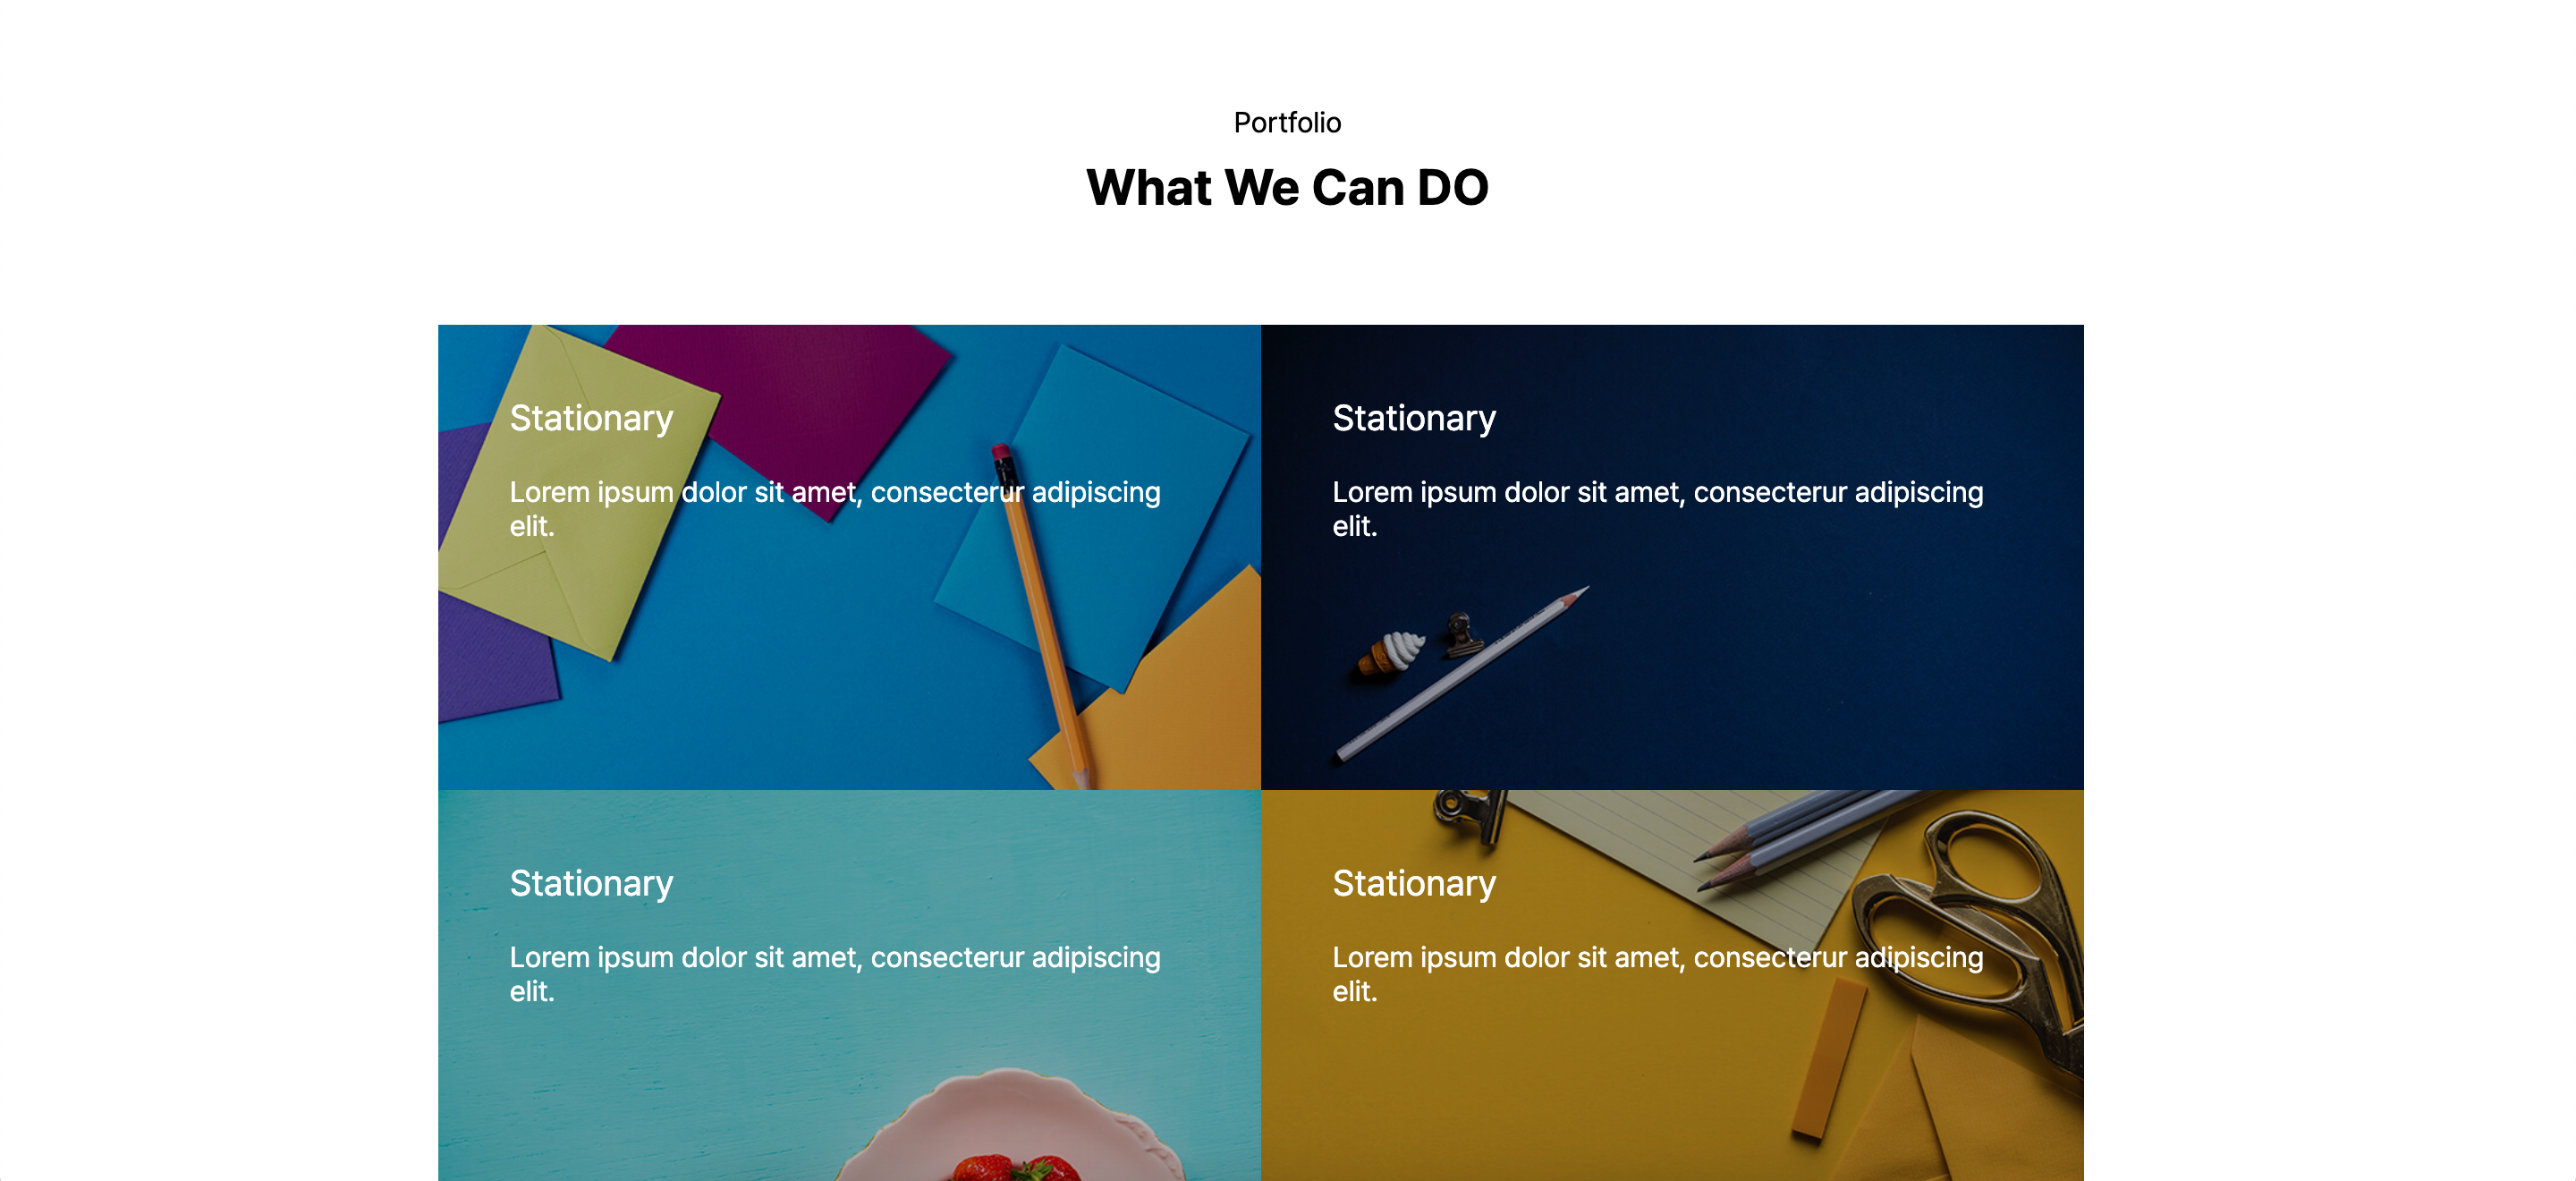 Portfolio
What We Can DO
Stationary
Lorem ipsum dolor sit amet, consecterur adipiscing
elit.
Stationary
Lorem ipsum dolor sit amet, consecterur adipiscing
elit.
Stationary
Lorem ipsum dolor sit amet, consecterur adipiscing
elit.
Stationary
Lorem ipsum dolor sit amet, consecterur adipiscing
elit.